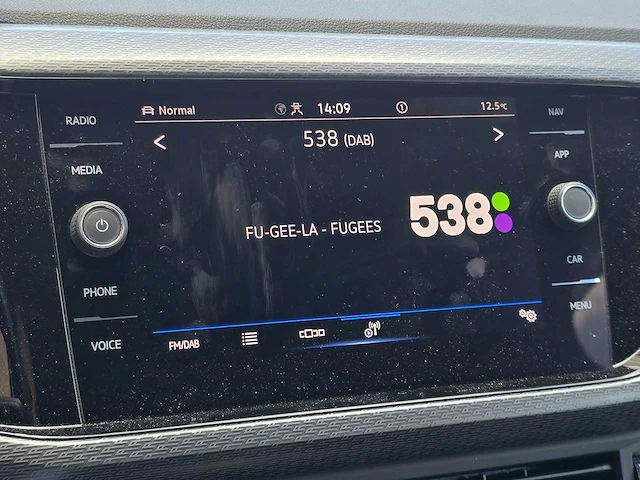 Normal 14:09 1 12.5°C
RADIO
NAV
< 538 (DAB) >
MEDIA
APP
538
FU-GEE-LA - FUGEES
CAR
PHONE
MENU
VOICE
FM/DAB